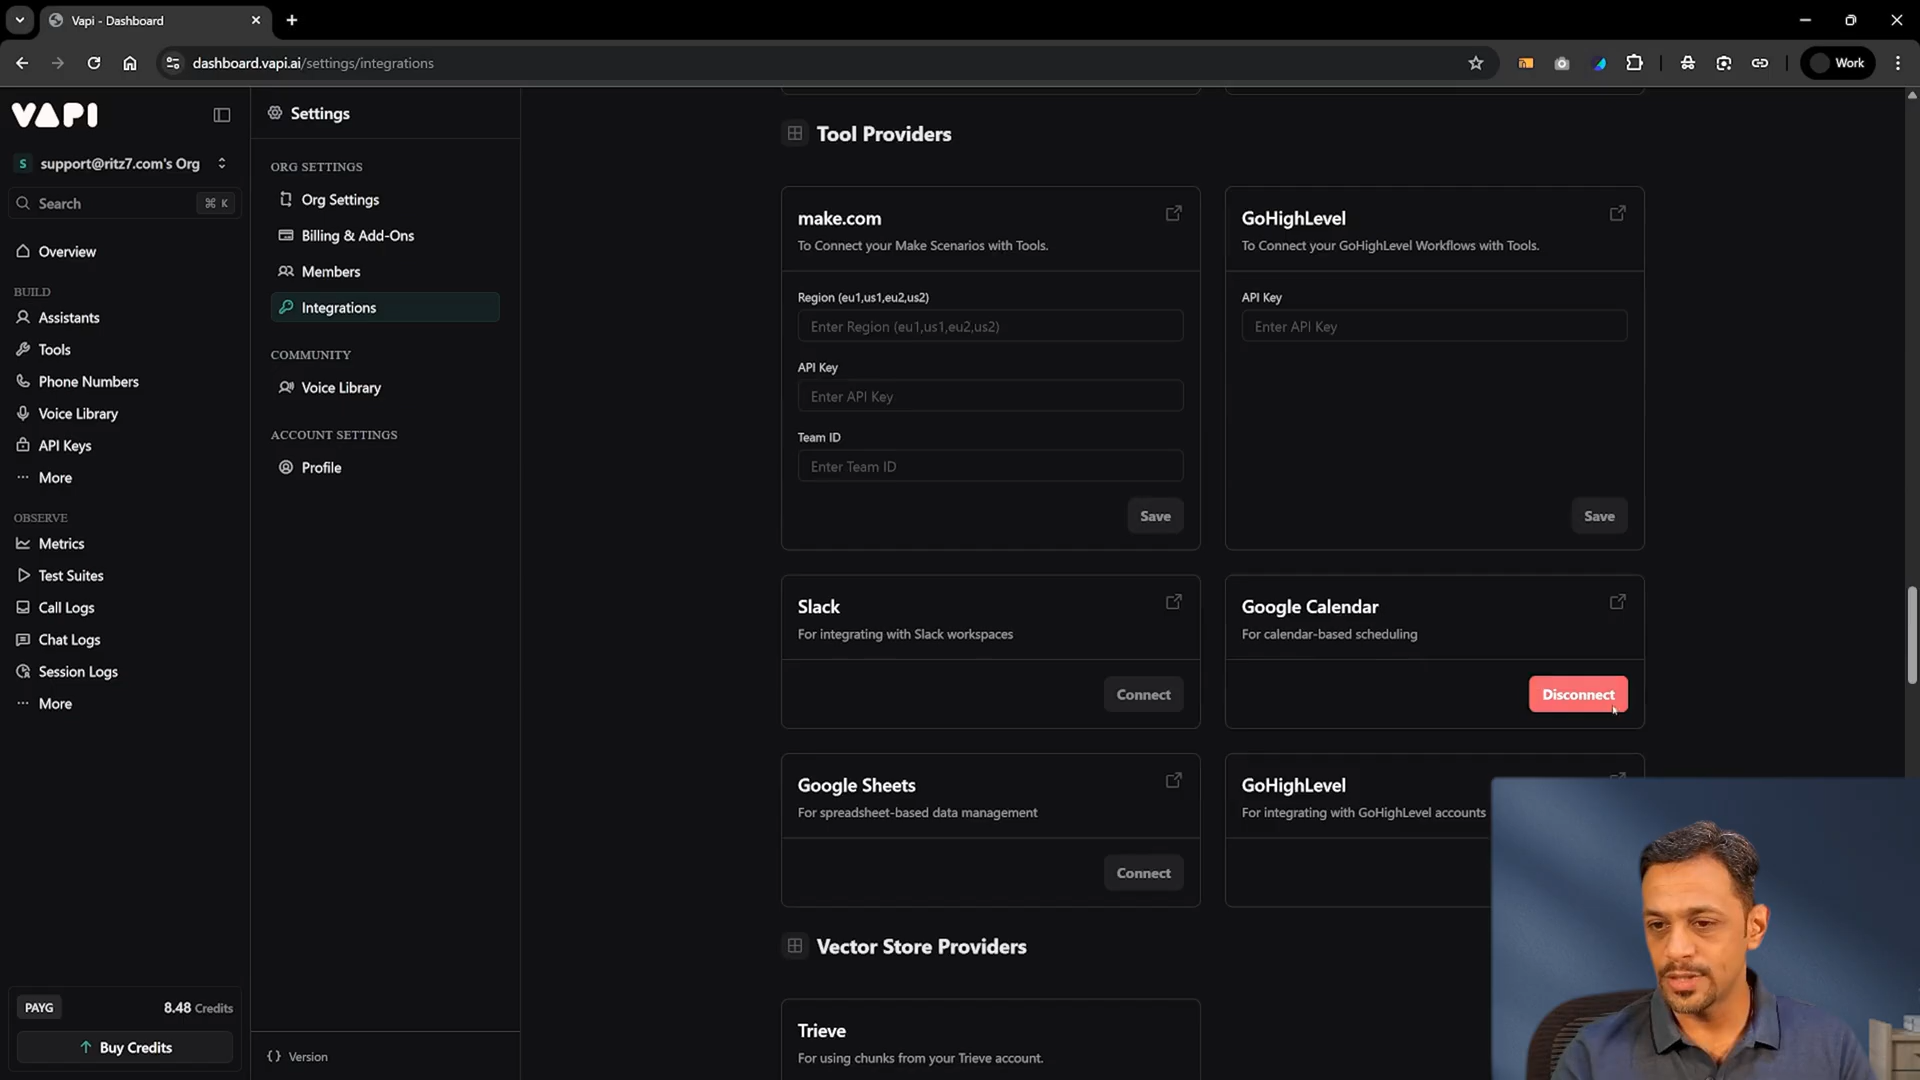 Vapi - Dashboard
dashboard.vapi.ai/settings/integrations
Work
VAPI
S support@ritz7.com's Org
Search ⌘ K
Overview
BUILD
Assistants
Tools
Phone Numbers
Voice Library
API Keys
More
OBSERVE
Metrics
Test Suites
Call Logs
Chat Logs
Session Logs
More
PAYG 8.48 Credits
Buy Credits
Settings
ORG SETTINGS
Org Settings
Billing & Add-Ons
Members
Integrations
COMMUNITY
Voice Library
ACCOUNT SETTINGS
Profile
Version
Tool Providers
make.com
To Connect your Make Scenarios with Tools.
Region (eu1,us1,eu2,us2)
Enter Region (eu1,us1,eu2,us2)
API Key
Enter API Key
Team ID
Enter Team ID
Save
GoHighLevel
To Connect your GoHighLevel Workflows with Tools.
API Key
Enter API Key
Save
Slack
For integrating with Slack workspaces
Connect
Google Calendar
For calendar-based scheduling
Disconnect
Google Sheets
For spreadsheet-based data management
Connect
GoHighLevel
For integrating with GoHighLevel accounts
Vector Store Providers
Trieve
For using chunks from your Trieve account.